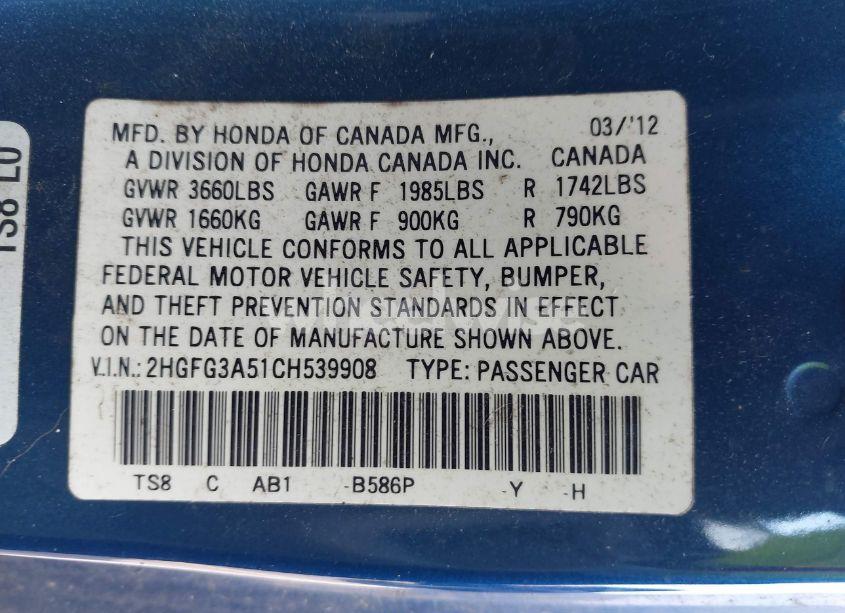 TS8 LU
MFD. BY HONDA OF CANADA MFG., 03/'12
A DIVISION OF HONDA CANADA INC. CANADA
GVWR 3660LBS GAWR F 1985LBS R 1742LBS
GVWR 1660KG GAWR F 900KG R 790KG
THIS VEHICLE CONFORMS TO ALL APPLICABLE
FEDERAL MOTOR VEHICLE SAFETY, BUMPER,
AND THEFT PREVENTION STANDARDS IN EFFECT
ON THE DATE OF MANUFACTURE SHOWN ABOVE.
V.I.N.: 2HGFG3A51CH539908 TYPE: PASSENGER CAR
TS8 C AB1 -B586P -Y -H